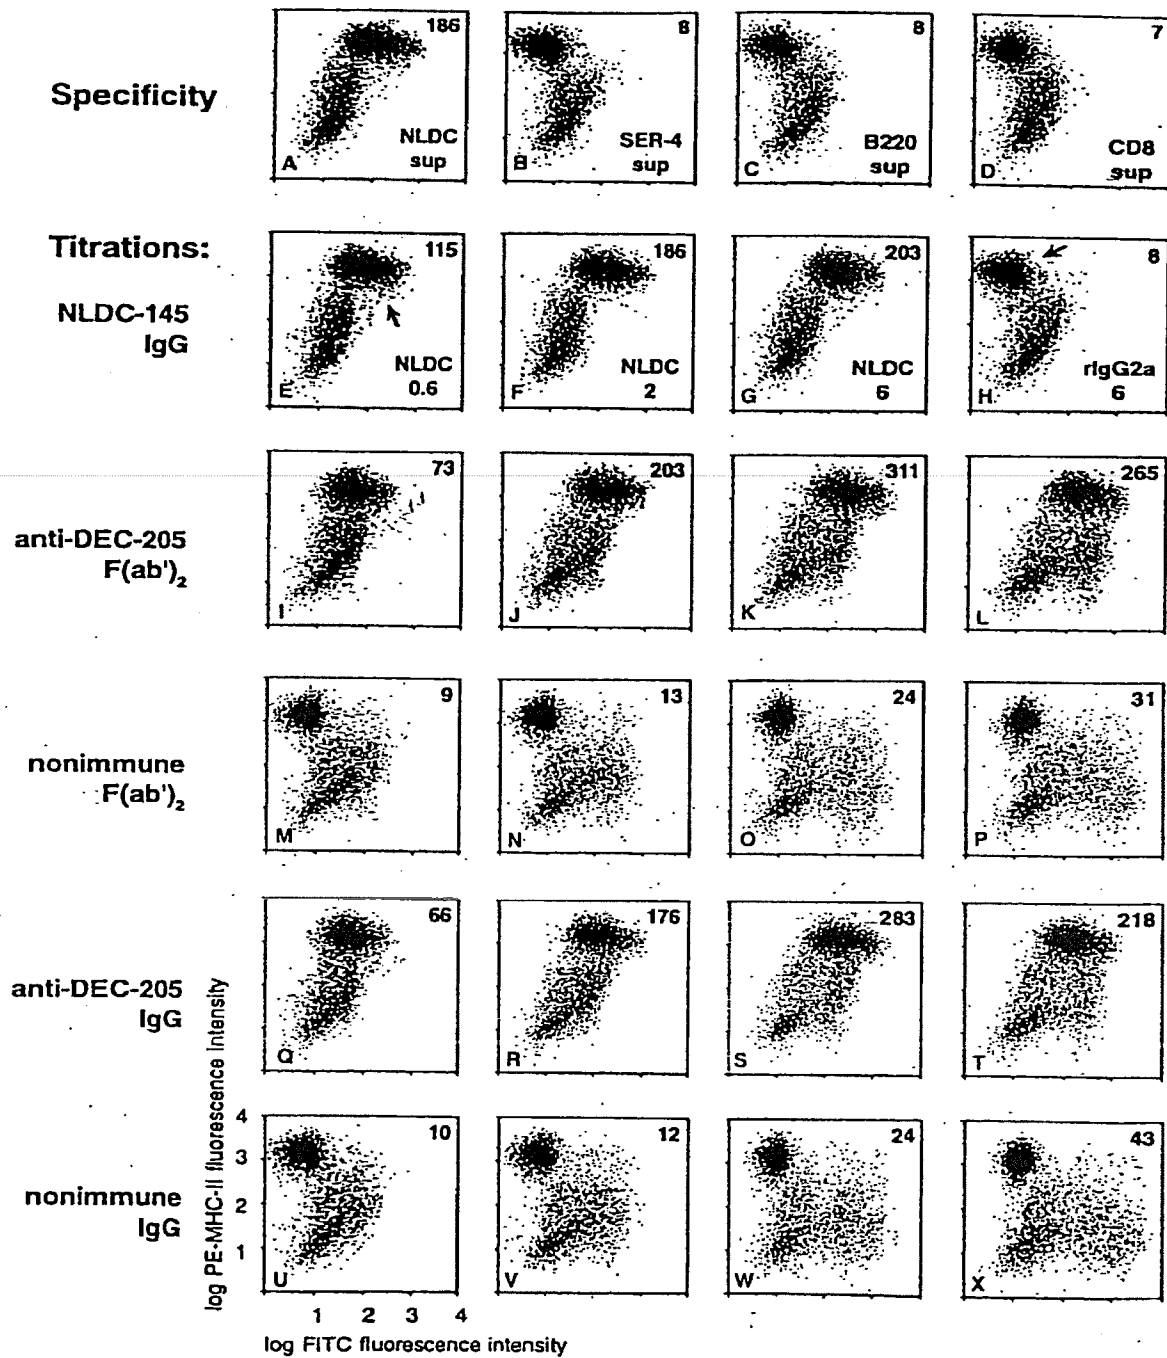 186
8
8
7
Specificity
NLDC
sup
SER-4
sup
B220
sup
CD8
sup
A
B
C
D
Titrations:
115
186
203
8
NLDC-145
IgG
NLDC
0.6
NLDC
2
NLDC
6
rIgG2a
6
E
F
G
H
73
203
311
265
anti-DEC-205
F(ab')₂
I
J
K
L
9
13
24
31
nonimmune
F(ab')₂
M
N
O
P
66
176
283
218
anti-DEC-205
IgG
Q
R
S
T
10
12
24
43
nonimmune
IgG
U
V
W
X
log PE-MHC-II fluorescence intensity
4
3
2
1
1 2 3 4
log FITC fluorescence intensity